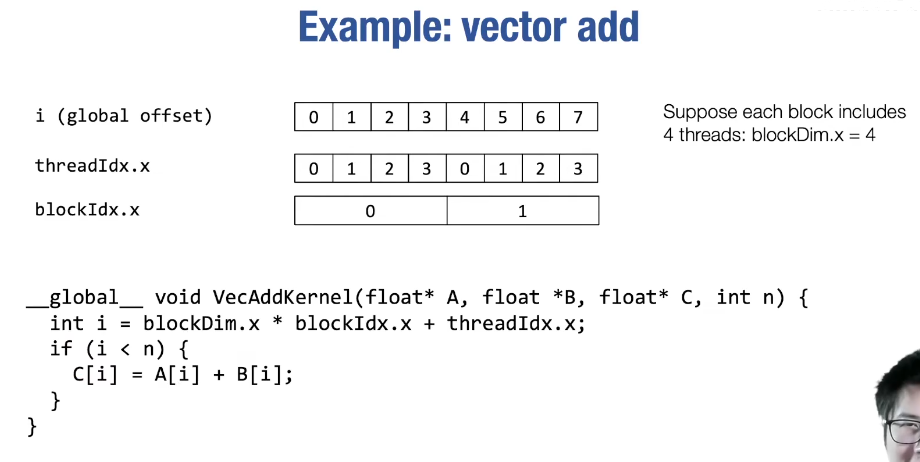 Example: vector add
i (global offset)
0 1 2 3 4 5 6 7
Suppose each block includes
4 threads: blockDim.x = 4
threadIdx.x
0 1 2 3 0 1 2 3
blockIdx.x
0 1
__global__ void VecAddKernel(float* A, float *B, float* C, int n) {
  int i = blockDim.x * blockIdx.x + threadIdx.x;
  if (i < n) {
    C[i] = A[i] + B[i];
  }
}